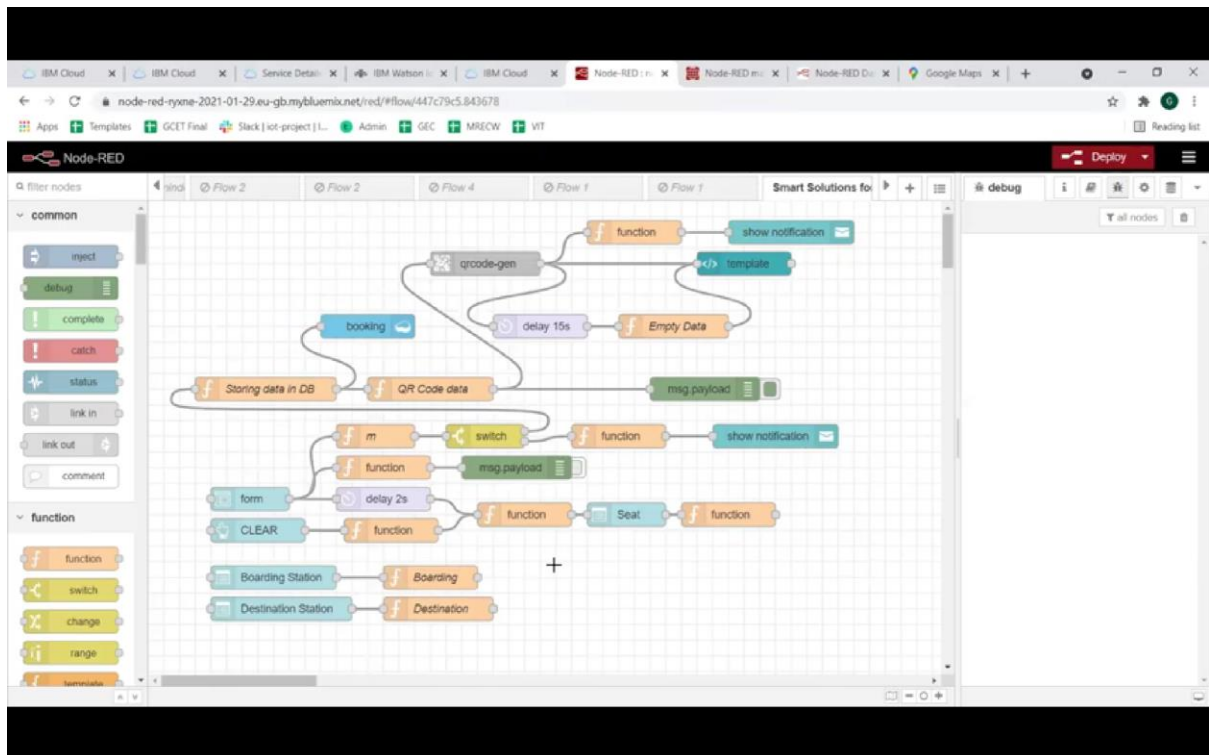 IBM Cloud IBM Cloud Service Detail IBM Watson IBM Cloud Node-RED Node-RED Node-RED Google Maps
node-red-ryxne-2021-01-29.eu-gb.mybluemix.net/red/#flow/447c79c5.843678
Apps Templates GCET Final Slack | iot-project | Admin GEC MRECW VIT Reading list
Node-RED Deploy
filter nodes Flow 2 Flow 2 Flow 4 Flow 1 Flow 1 Smart Solutions fo debug
all nodes
common
inject
debug
complete
catch
status
link in
link out
comment
function
function
switch
change
range
template
function show notification
qrcode-gen template
booking delay 15s Empty Data
Storing data in DB QR Code data msg.payload
m switch function show notification
function msg.payload
form delay 2s
function Seat function
CLEAR function
Boarding Station Boarding
Destination Station Destination